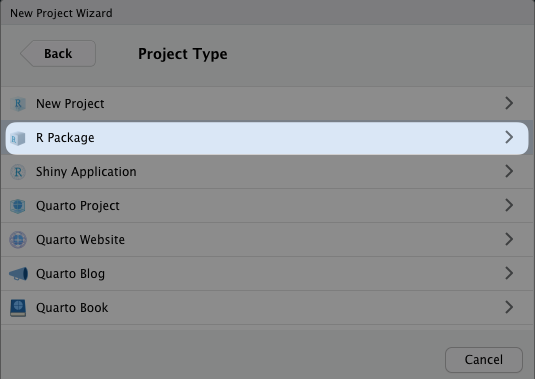 New Project Wizard
Back
Project Type
New Project
R Package
Shiny Application
Quarto Project
Quarto Website
Quarto Blog
Quarto Book
Cancel